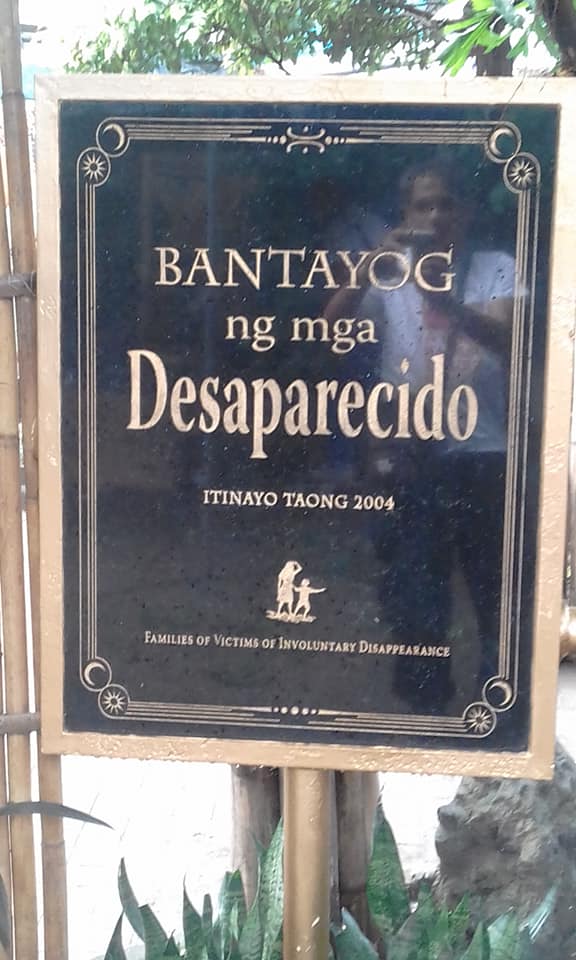 BANTAYOG
ng mga
Desaparecido
ITINAYO TAONG 2004
FAMILIES OF VICTIMS OF INVOLUNTARY DISAPPEARANCE